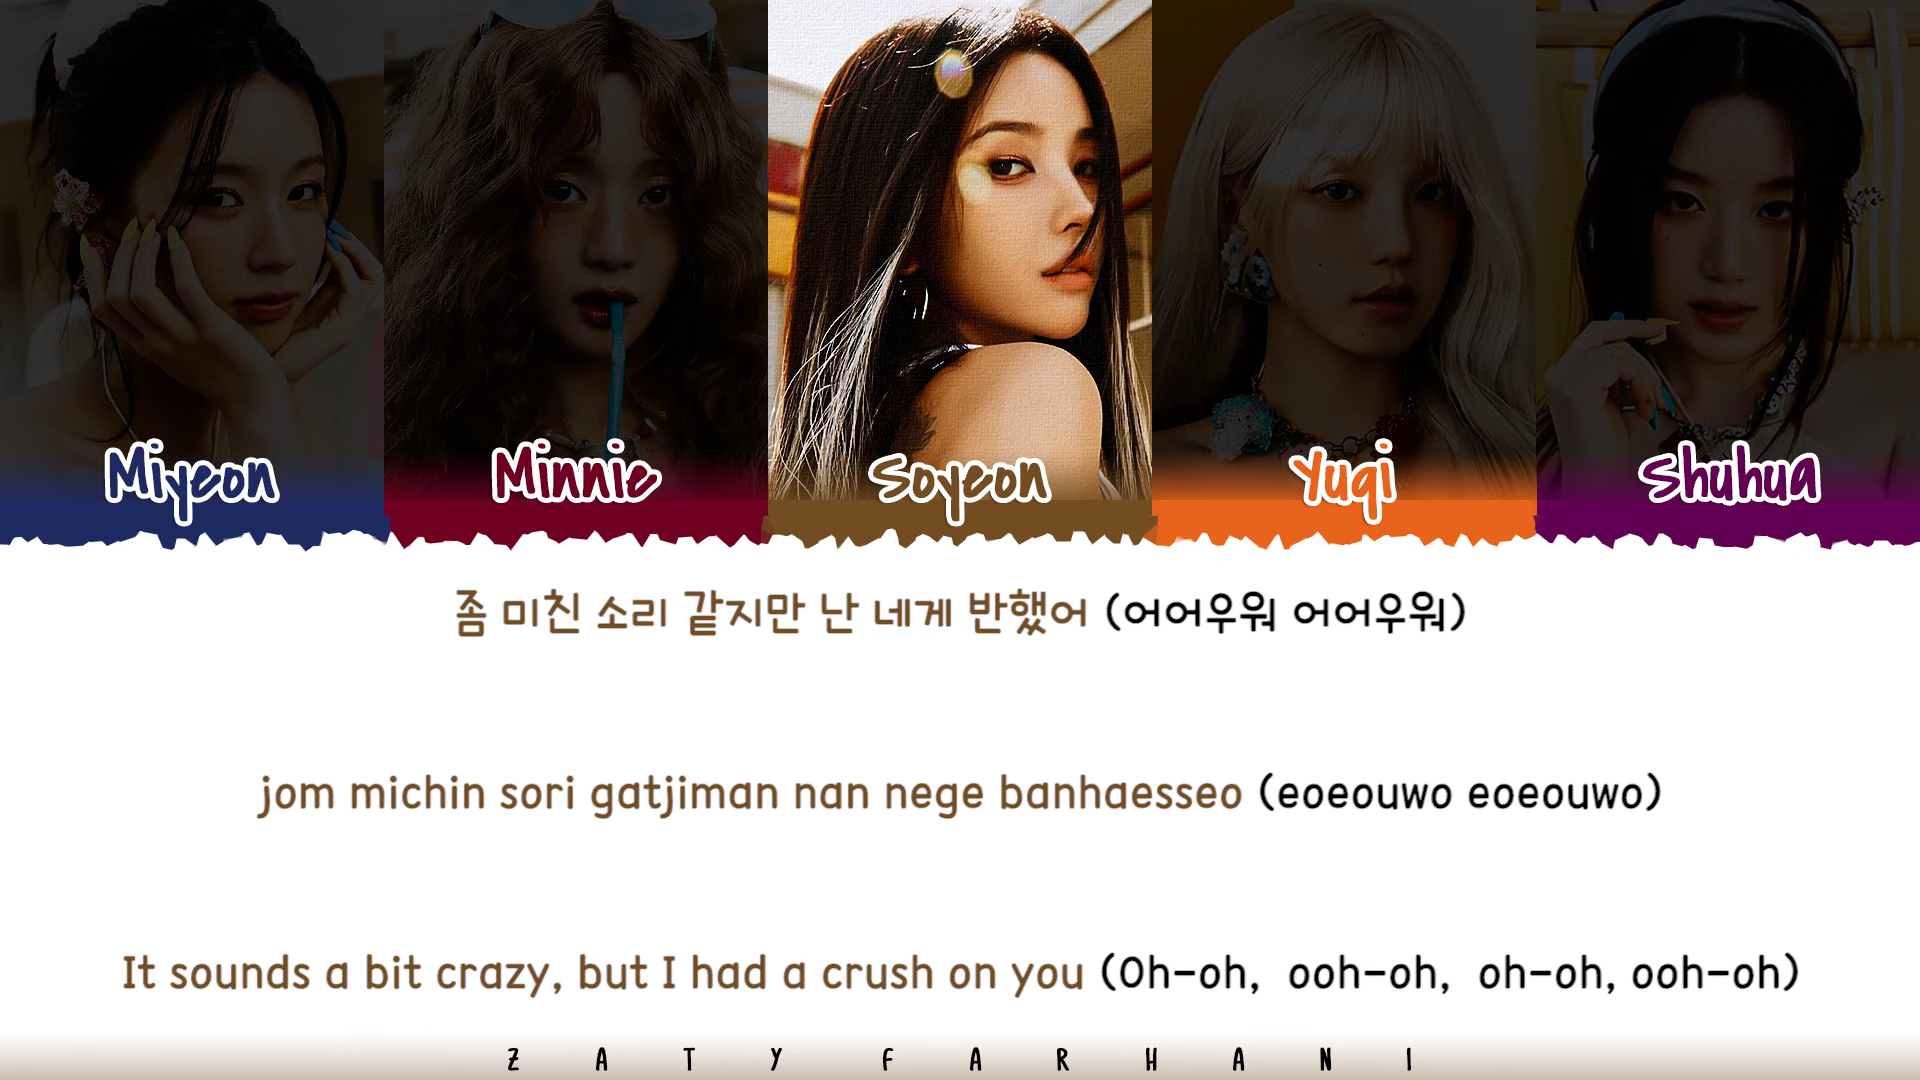 Miyeon Minnie Soyeon Yuqi Shuhua
좀 미친 소리 같지만 난 네게 반했어 (어어우워 어어우워)
jom michin sori gatjiman nan nege banhaesseo (eoeouwo eoeouwo)
It sounds a bit crazy, but I had a crush on you (Oh-oh, ooh-oh, oh-oh, ooh-oh)
ZATY FARHANI